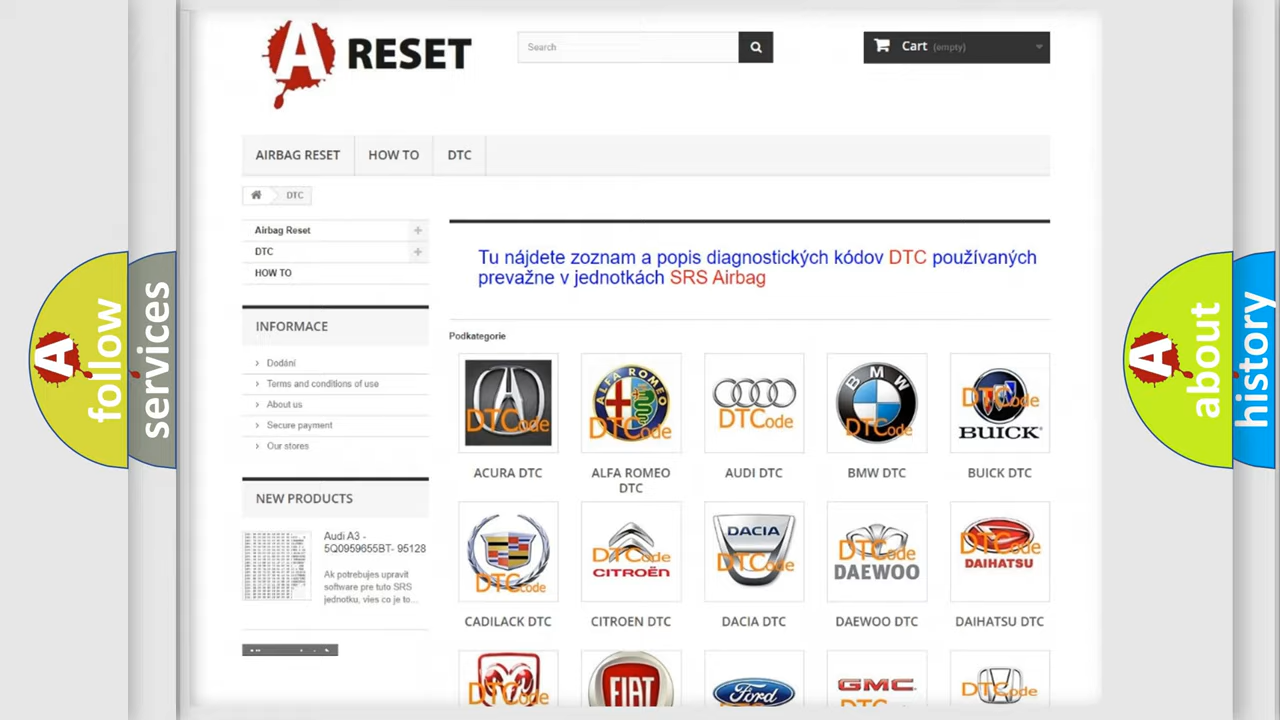 A RESET
Search
Cart (empty)
AIRBAG RESET
HOW TO
DTC
DTC
Airbag Reset
DTC
HOW TO
INFORMACE
Dodání
Terms and conditions of use
About us
Secure payment
Our stores
NEW PRODUCTS
Audi A3 -
5Q0959655BT- 95128
Ak potrebujes upravit
software pre tuto SRS
jednotku, vies co je to...
Tu nájdete zoznam a popis diagnostických kódov DTC používaných
prevažne v jednotkách SRS Airbag
Podkategorie
DTCode
ALFA ROMEO
DTCode
DTCode
BMW
DTCode
DTCode
BUICK
ACURA DTC
ALFA ROMEO
DTC
AUDI DTC
BMW DTC
BUICK DTC
DTCode
DTCode
CITROËN
DACIA
DTCode
DTCode
DAEWOO
DTCode
DAIHATSU
CADILACK DTC
CITROEN DTC
DACIA DTC
DAEWOO DTC
DAIHATSU DTC
DTCode
FIAT
Ford
GMC
DTCode
A
follow
services
A
about
history